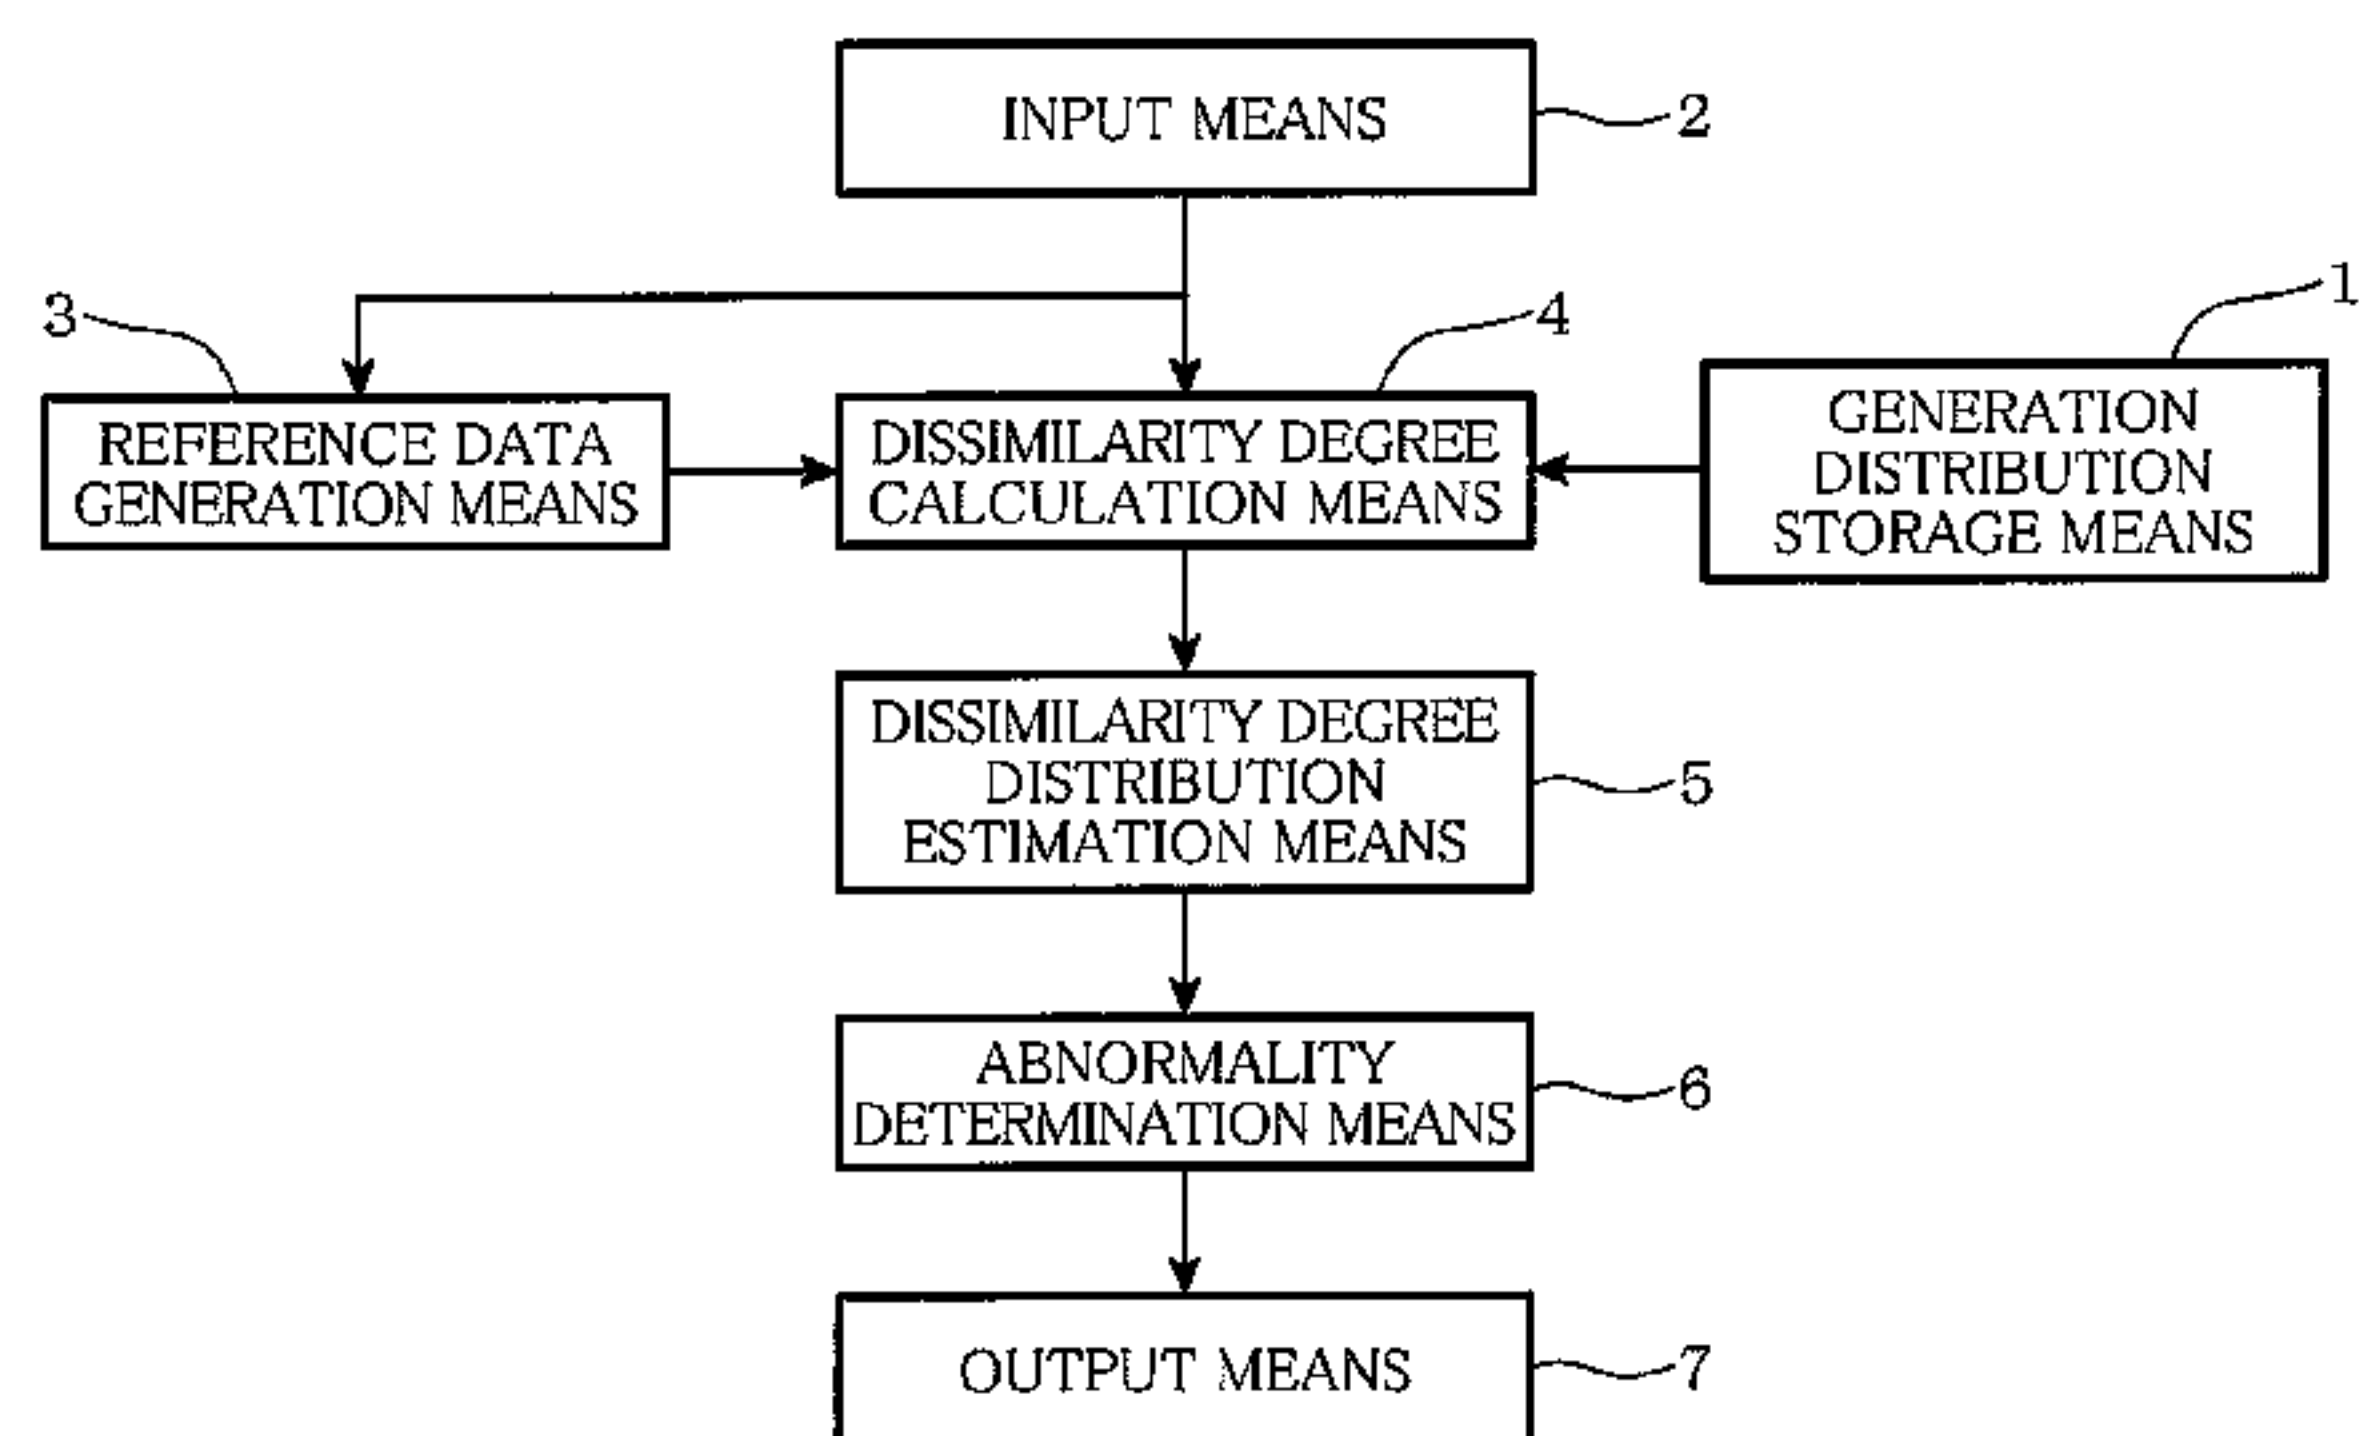 INPUT MEANS
2
1
3
4
REFERENCE DATA
GENERATION MEANS
DISSIMILARITY DEGREE
CALCULATION MEANS
GENERATION
DISTRIBUTION
STORAGE MEANS
DISSIMILARITY DEGREE
DISTRIBUTION
ESTIMATION MEANS
5
ABNORMALITY
DETERMINATION MEANS
6
OUTPUT MEANS
7